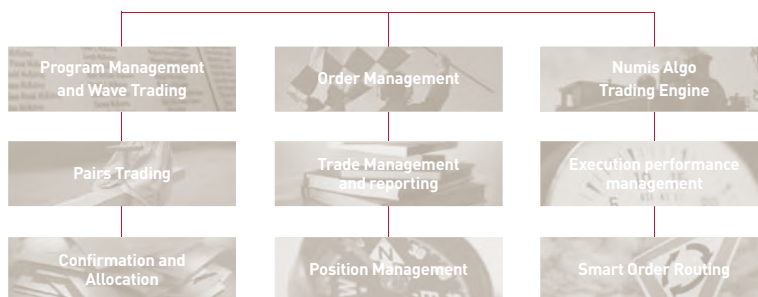 Program Management
and Wave Trading
Order Management
Numis Algo
Trading Engine
Pairs Trading
Trade Management
and reporting
Execution performance
management
Confirmation and
Allocation
Position Management
Smart Order Routing